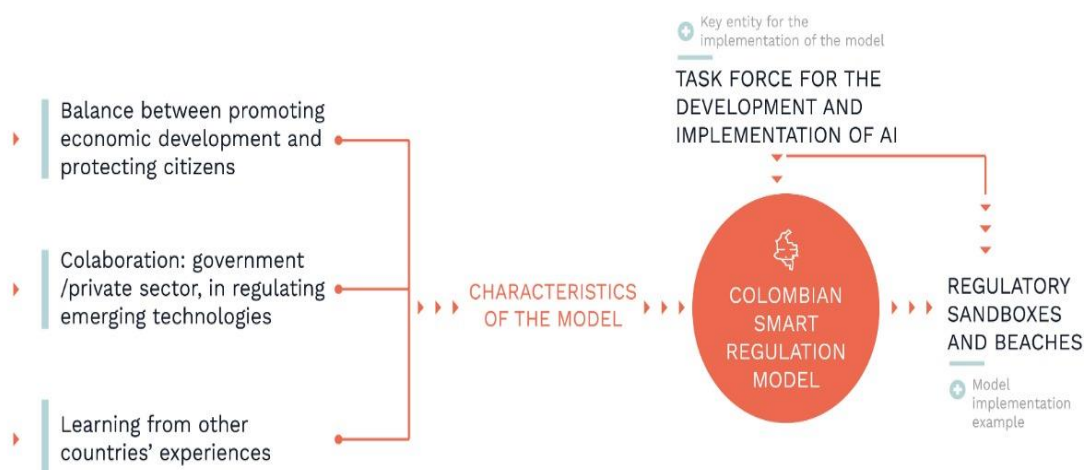 Balance between promoting
economic development and
protecting citizens
Colaboration: government
/private sector, in regulating
emerging technologies
Learning from other
countries' experiences
CHARACTERISTICS
OF THE MODEL
Key entity for the
implementation of the model
TASK FORCE FOR THE
DEVELOPMENT AND
IMPLEMENTATION OF AI
COLOMBIAN
SMART
REGULATION
MODEL
REGULATORY
SANDBOXES
AND BEACHES
Model
implementation
example